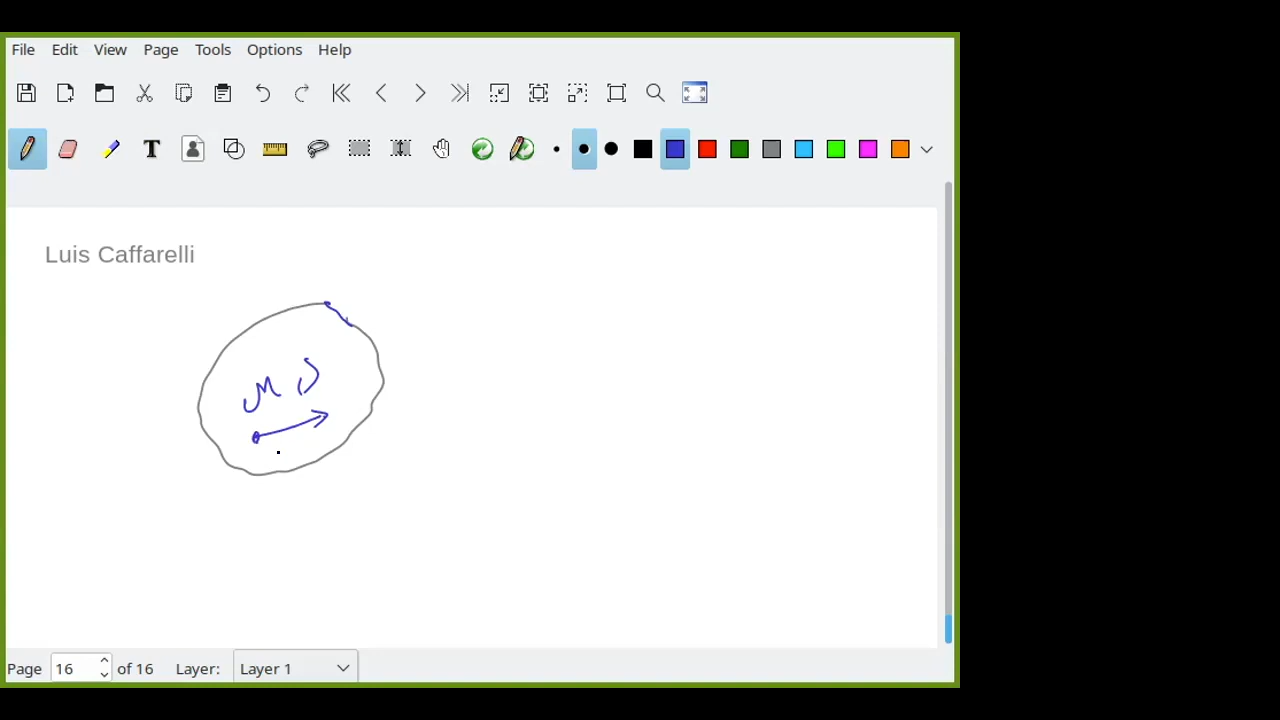 File Edit View Page Tools Options Help
T
Luis Caffarelli
Page 16 of 16 Layer: Layer 1